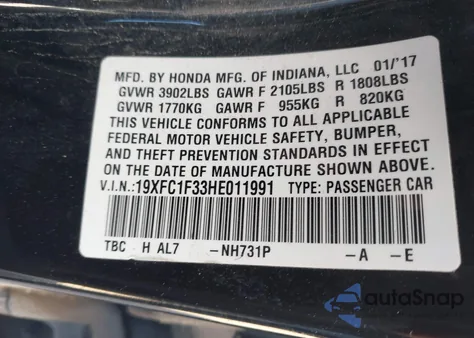 MFD. BY HONDA MFG. OF INDIANA, LLC 01/'17
GVWR 3902LBS GAWR F 2105LBS R 1808LBS
GVWR 1770KG GAWR F 955KG R 820KG
THIS VEHICLE CONFORMS TO ALL APPLICABLE
FEDERAL MOTOR VEHICLE SAFETY, BUMPER,
AND THEFT PREVENTION STANDARDS IN EFFECT
ON THE DATE OF MANUFACTURE SHOWN ABOVE.
V.I.N.:19XFC1F33HE011991 TYPE: PASSENGER CAR
TBC H AL7 –NH731P –A –E
autoSnap